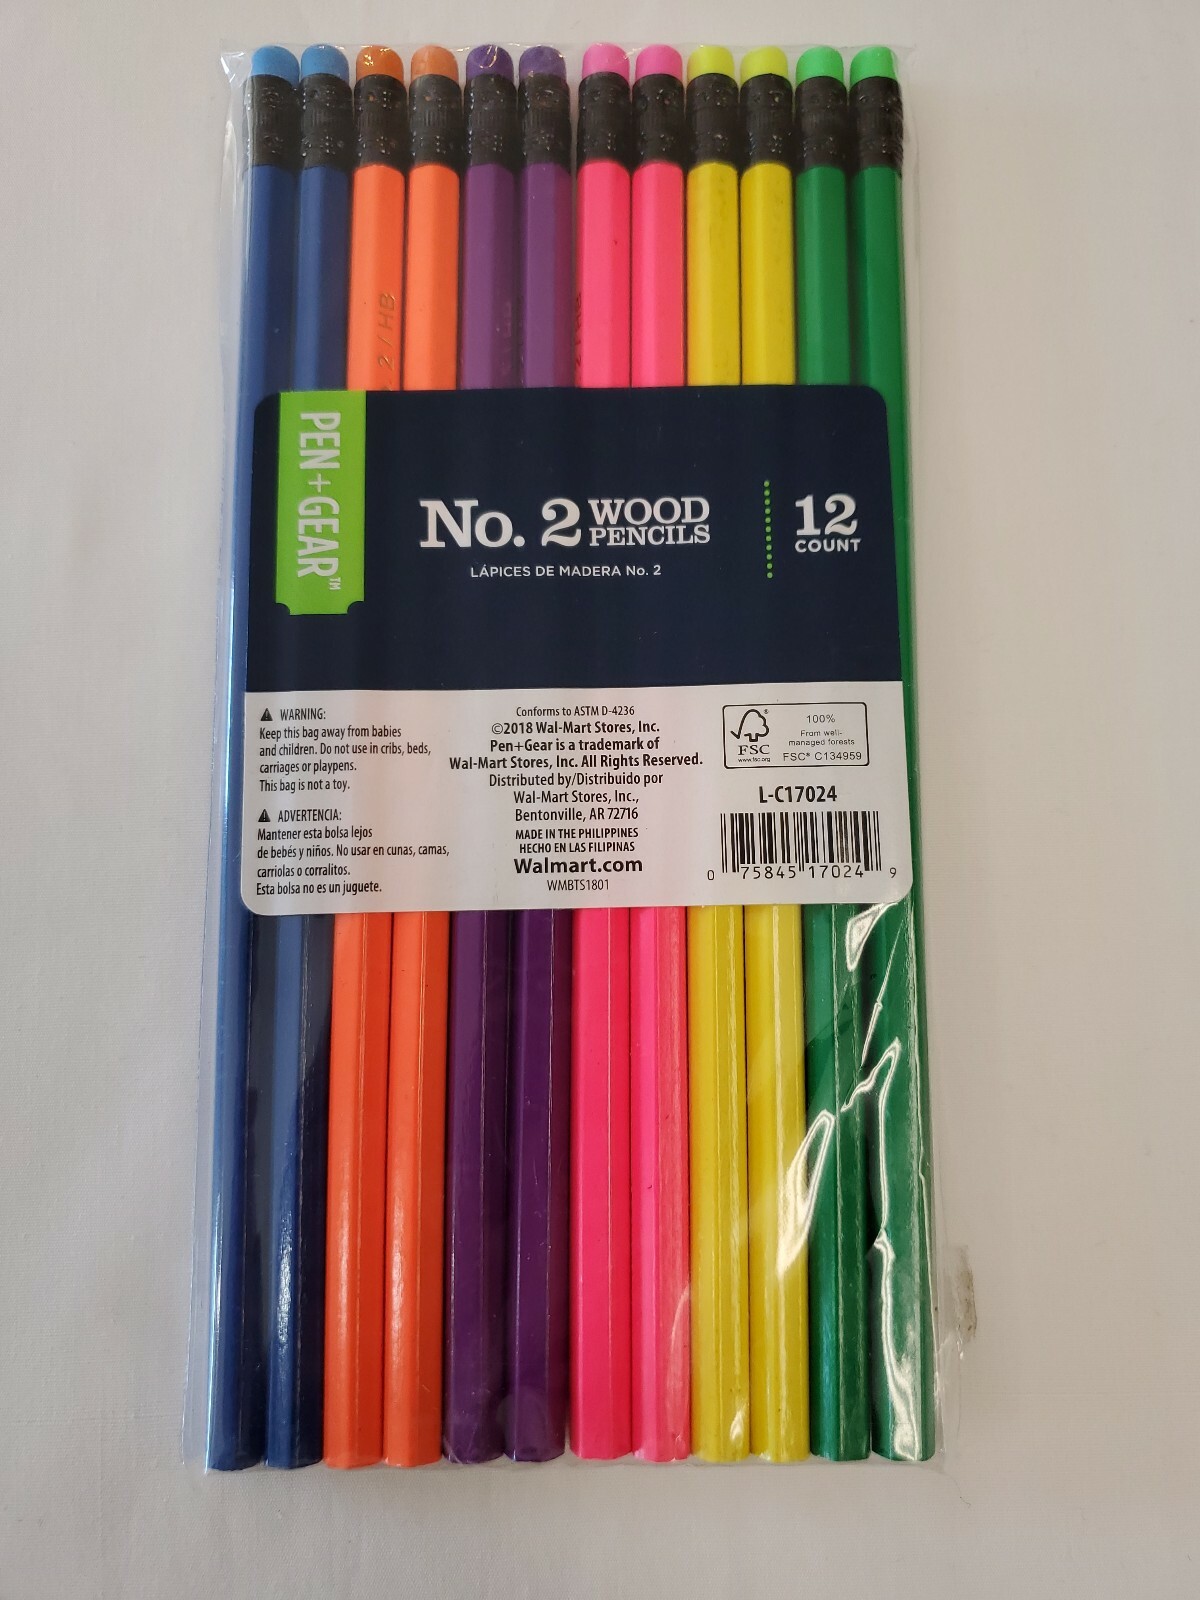 2 / HB
PEN+GEAR™
No. 2 WOOD PENCILS
12
COUNT
LÁPICES DE MADERA No. 2
WARNING:
Keep this bag away from babies
and children. Do not use in cribs, beds,
carriages or playpens.
This bag is not a toy.
ADVERTENCIA:
Mantener esta bolsa lejos
de bebés y niños. No usar en cunas, camas,
carriolas o corralitos.
Esta bolsa no es un juguete.
Conforms to ASTM D-4236
©2018 Wal-Mart Stores, Inc.
Pen+Gear is a trademark of
Wal-Mart Stores, Inc. All Rights Reserved.
Distributed by/Distribuido por
Wal-Mart Stores, Inc.,
Bentonville, AR 72716
MADE IN THE PHILIPPINES
HECHO EN LAS FILIPINAS
Walmart.com
WMBTS1801
FSC®
www.fsc.org
100%
From well-
managed forests
FSC® C134959
L-C17024
0 75845 17024 9